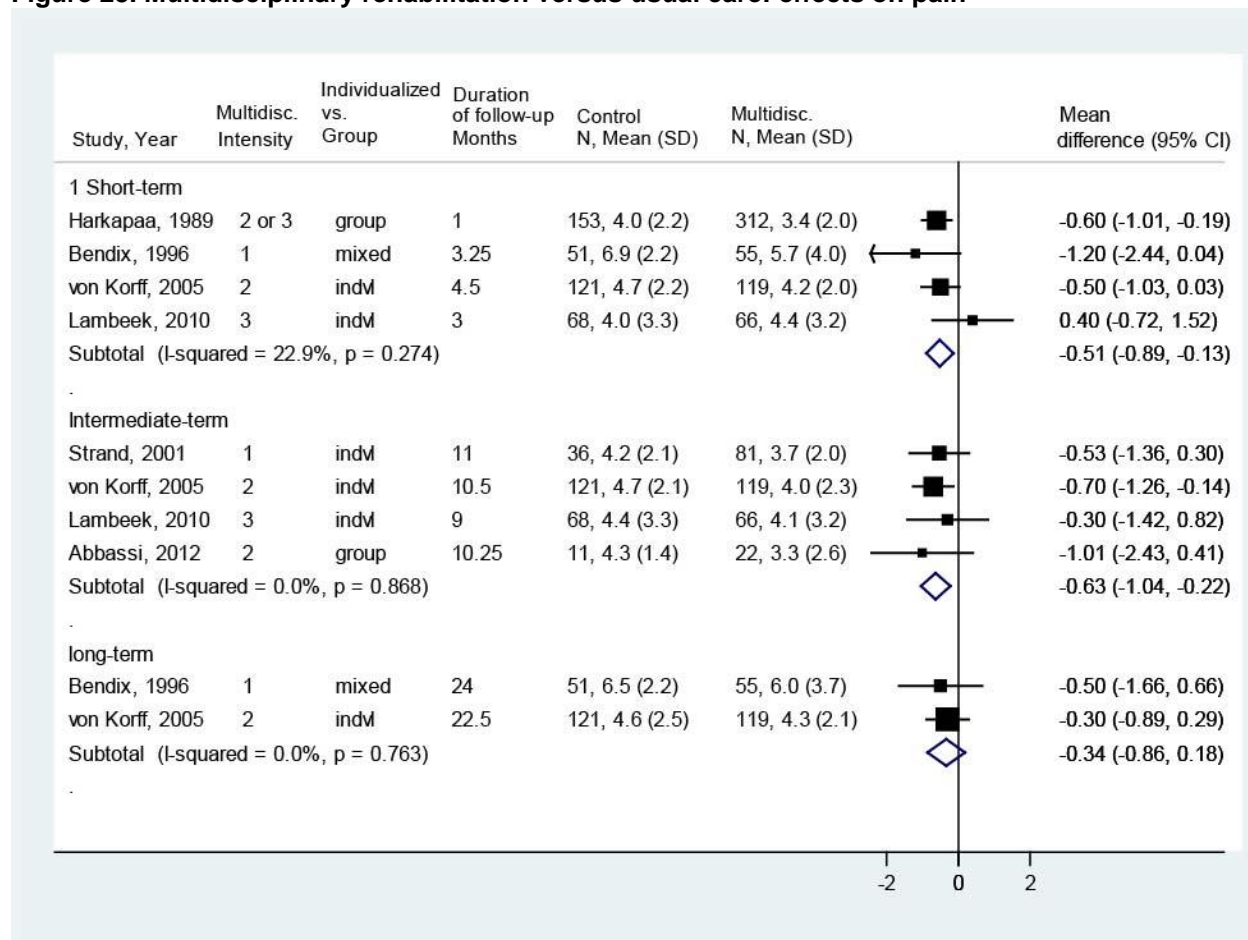 Figure Multidisciplinary rehabilitation versus usual care: effects on pain
Study, Year Multidisc. Intensity Individualized vs. Group Duration of follow-up Months Control N, Mean (SD) Multidisc. N, Mean (SD) Mean difference (95% CI)
1 Short-term
Harkapaa, 1989 2 or 3 group 1 153, 4.0 (2.2) 312, 3.4 (2.0) -0.60 (-1.01, -0.19)
Bendix, 1996 1 mixed 3.25 51, 6.9 (2.2) 55, 5.7 (4.0) -1.20 (-2.44, 0.04)
von Korff, 2005 2 indvl 4.5 121, 4.7 (2.2) 119, 4.2 (2.0) -0.50 (-1.03, 0.03)
Lambeek, 2010 3 indvl 3 68, 4.0 (3.3) 66, 4.4 (3.2) 0.40 (-0.72, 1.52)
Subtotal (I-squared = 22.9%, p = 0.274) -0.51 (-0.89, -0.13)
.
Intermediate-term
Strand, 2001 1 indvl 11 36, 4.2 (2.1) 81, 3.7 (2.0) -0.53 (-1.36, 0.30)
von Korff, 2005 2 indvl 10.5 121, 4.7 (2.1) 119, 4.0 (2.3) -0.70 (-1.26, -0.14)
Lambeek, 2010 3 indvl 9 68, 4.4 (3.3) 66, 4.1 (3.2) -0.30 (-1.42, 0.82)
Abbassi, 2012 2 group 10.25 11, 4.3 (1.4) 22, 3.3 (2.6) -1.01 (-2.43, 0.41)
Subtotal (I-squared = 0.0%, p = 0.868) -0.63 (-1.04, -0.22)
.
long-term
Bendix, 1996 1 mixed 24 51, 6.5 (2.2) 55, 6.0 (3.7) -0.50 (-1.66, 0.66)
von Korff, 2005 2 indvl 22.5 121, 4.6 (2.5) 119, 4.3 (2.1) -0.30 (-0.89, 0.29)
Subtotal (I-squared = 0.0%, p = 0.763) -0.34 (-0.86, 0.18)
.
-2 0 2